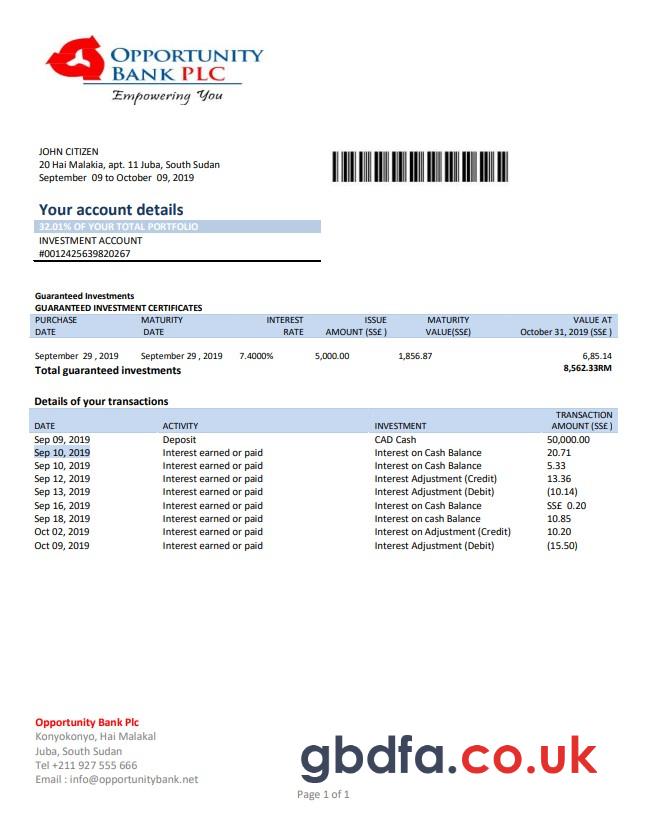 OPPORTUNITY
BANK PLC
Empowering You
JOHN CITIZEN
20 Hai Malakia, apt. 11 Juba, South Sudan
September 09 to October 09, 2019
Your account details
32.01% OF YOUR TOTAL PORTFOLIO
INVESTMENT ACCOUNT
#0012425639820267
Guaranteed Investments
GUARANTEED INVESTMENT CERTIFICATES
PURCHASE MATURITY INTEREST ISSUE MATURITY VALUE AT
DATE DATE RATE AMOUNT (SS£ ) VALUE(SS£) October 31, 2019 (SS£ )
September 29 , 2019 September 29 , 2019 7.4000% 5,000.00 1,856.87 6,85.14
Total guaranteed investments 8,562.33RM
Details of your transactions
TRANSACTION
DATE ACTIVITY INVESTMENT AMOUNT (SS£ )
Sep 09, 2019 Deposit CAD Cash 50,000.00
Sep 10, 2019 Interest earned or paid Interest on Cash Balance 20.71
Sep 10, 2019 Interest earned or paid Interest on Cash Balance 5.33
Sep 12, 2019 Interest earned or paid Interest Adjustment (Credit) 13.36
Sep 13, 2019 Interest earned or paid Interest Adjustment (Debit) (10.14)
Sep 16, 2019 Interest earned or paid Interest on Cash Balance SS£ 0.20
Sep 18, 2019 Interest earned or paid Interest on cash Balance 10.85
Oct 02, 2019 Interest earned or paid Interest on Adjustment (Credit) 10.20
Oct 09, 2019 Interest earned or paid Interest Adjustment (Debit) (15.50)
Opportunity Bank Plc
Konyokonyo, Hai Malakal
Juba, South Sudan
Tel +211 927 555 666
Email : info@opportunitybank.net
gbdfa.co.uk
Page 1 of 1